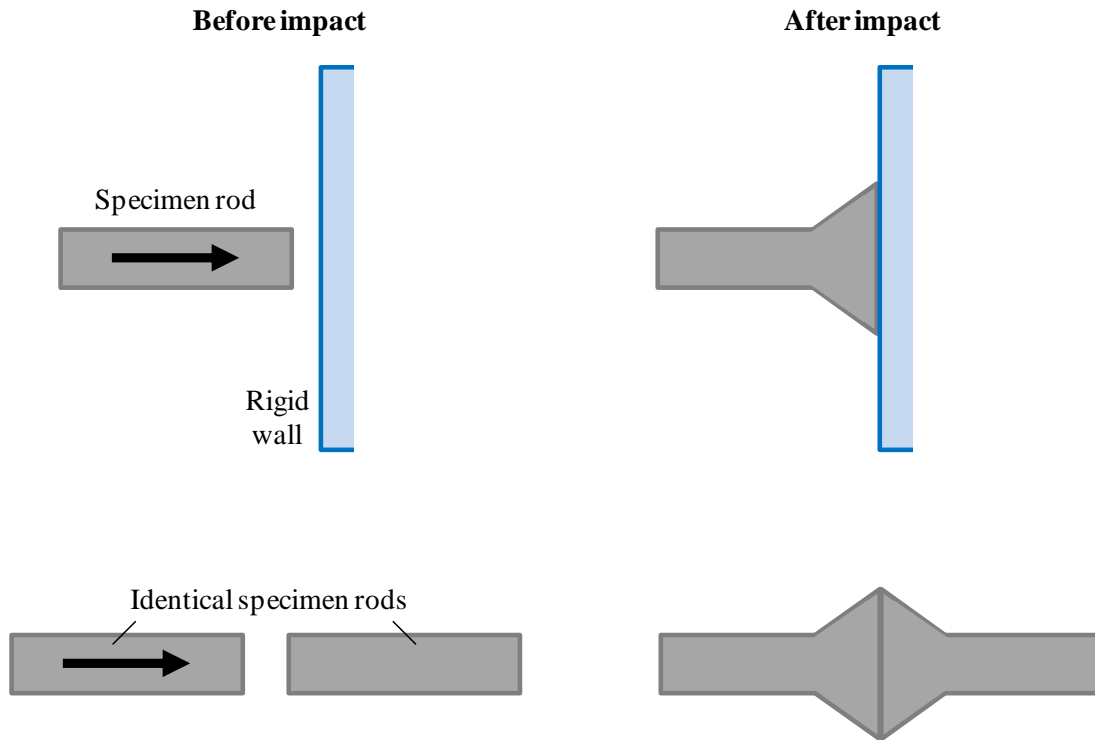 Before impact
After impact
Specimen rod
Rigid
wall
Identical specimen rods